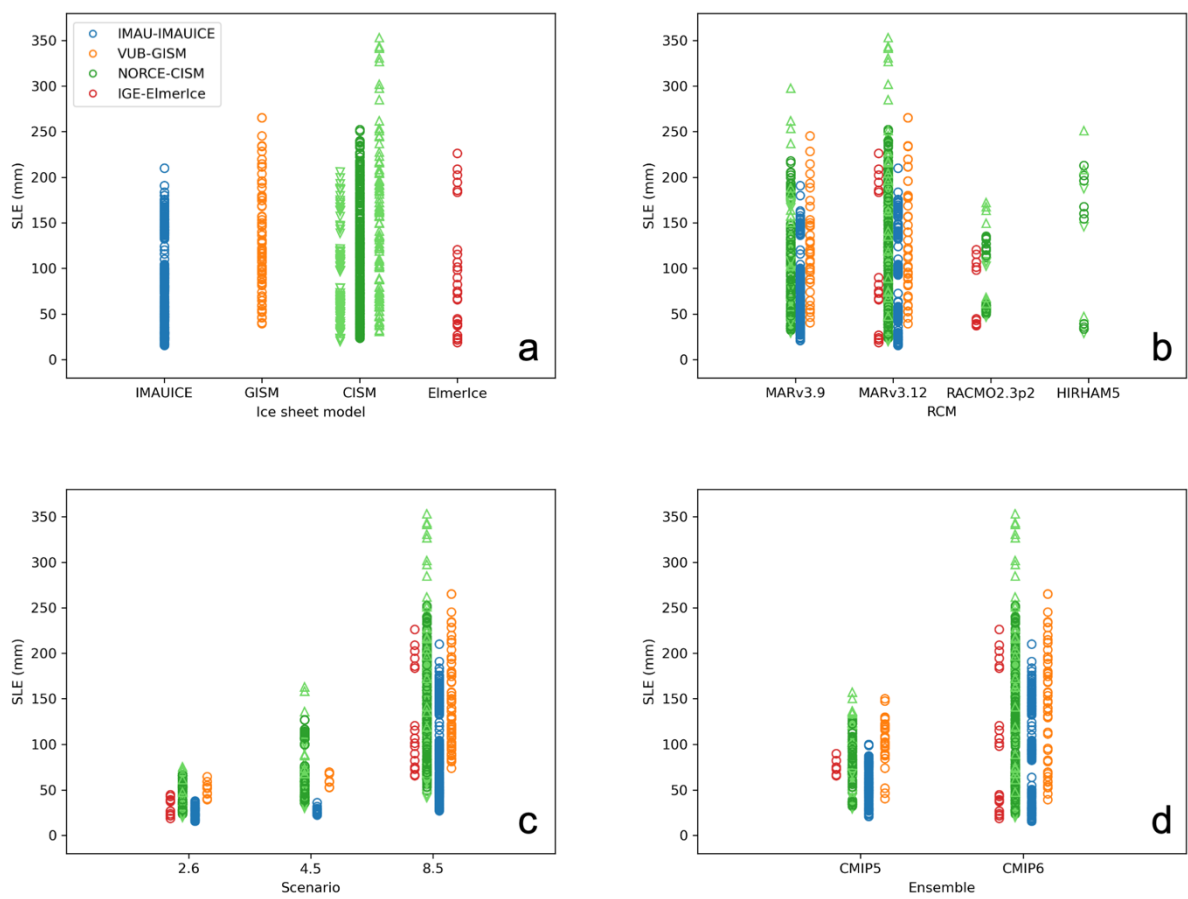 IMAU-IMAUICE
VUB-GISM
NORCE-CISM
IGE-ElmerIce
350
300
250
200
150
100
50
0
SLE (mm)
IMAUICE GISM CISM ElmerIce
Ice sheet model
a
350
300
250
200
150
100
50
0
SLE (mm)
MARv3.9 MARv3.12 RACMO2.3p2 HIRHAM5
RCM
b
350
300
250
200
150
100
50
0
SLE (mm)
2.6 4.5 8.5
Scenario
c
350
300
250
200
150
100
50
0
SLE (mm)
CMIP5 CMIP6
Ensemble
d